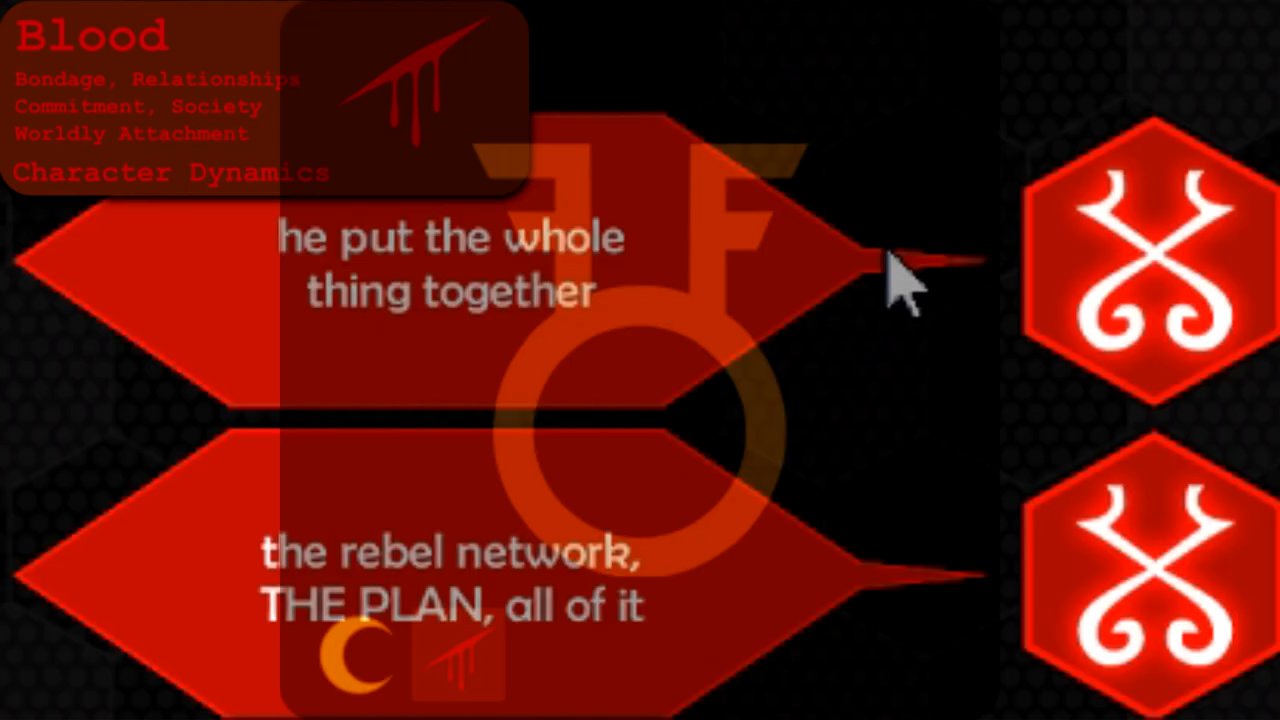 Blood
Bondage, Relationships
Commitment, Society
Worldly Attachment
Character Dynamics
he put the whole
thing together
the rebel network,
THE PLAN, all of it